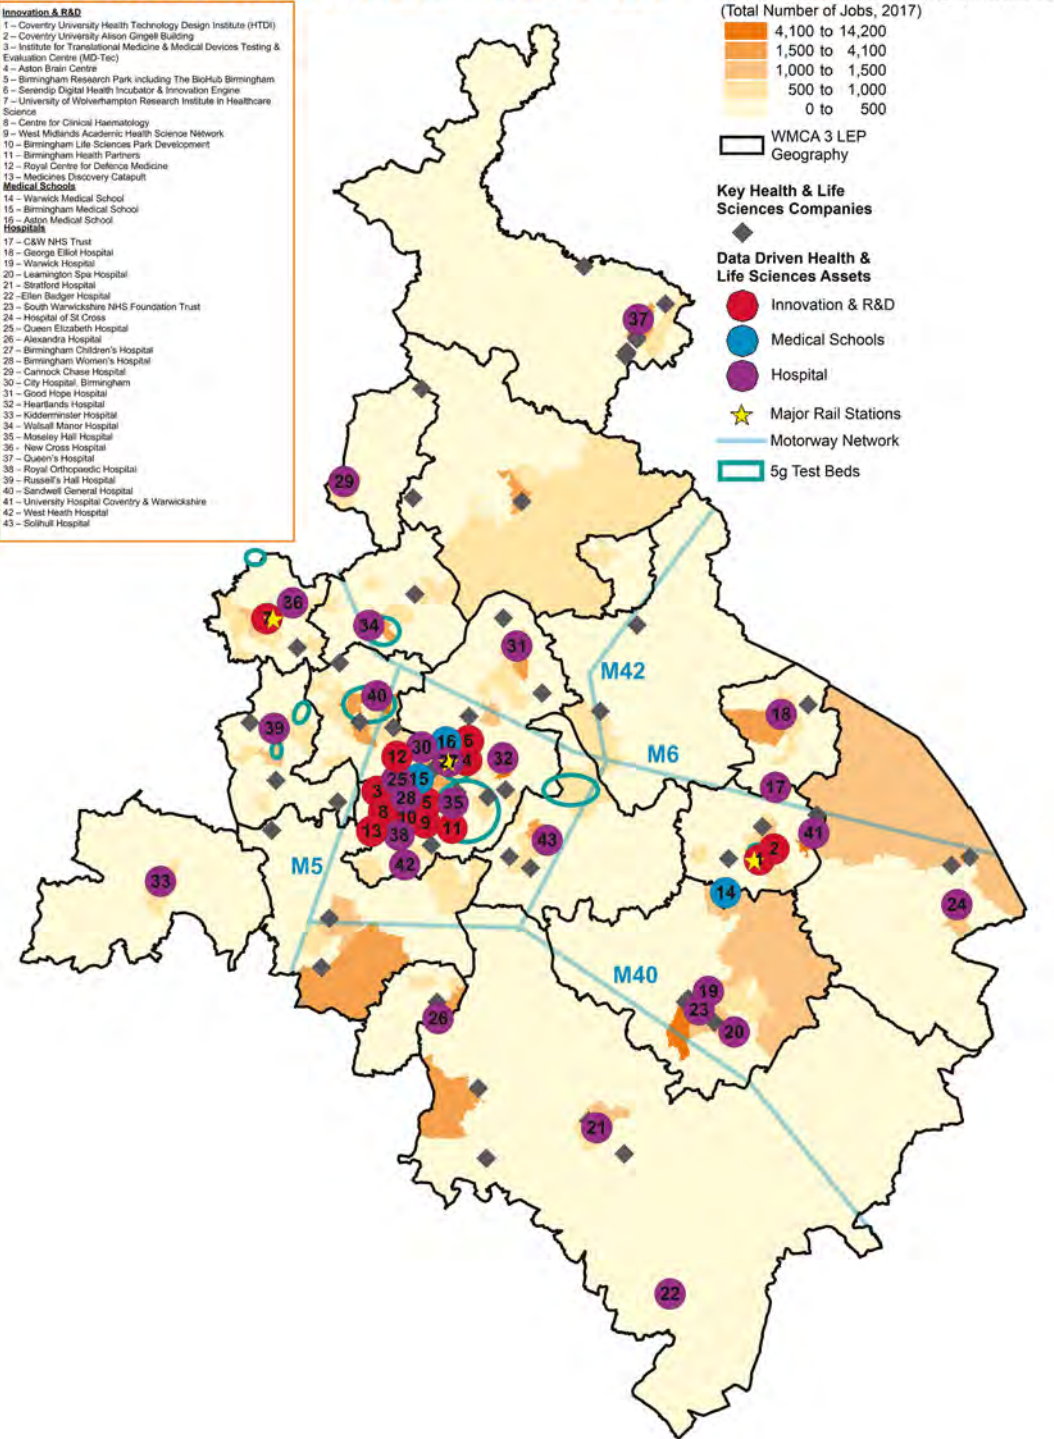 Innovation & R&D
1 – Coventry University Health Technology Design Institute (HTDI)
2 – Coventry University Alison Gingell Building
3 – Institute for Translational Medicine & Medical Devices Testing &
Evaluation Centre (MD-Tec)
4 – Aston Brain Centre
5 – Birmingham Research Park including The BioHub Birmingham
6 – Serendip Digital Health Incubator & Innovation Engine
7 – University of Wolverhampton Research Institute in Healthcare
Science
8 – Centre for Clinical Haematology
9 – West Midlands Academic Health Science Network
10 – Birmingham Life Sciences Park Development
11 – Birmingham Health Partners
12 – Royal Centre for Defence Medicine
13 – Medicines Discovery Catapult
Medical Schools
14 – Warwick Medical School
15 – Birmingham Medical School
16 – Aston Medical School
Hospitals
17 – C&W NHS Trust
18 – George Elliot Hospital
19 – Warwick Hospital
20 – Leamington Spa Hospital
21 – Stratford Hospital
22 –Ellen Badger Hospital
23 – South Warwickshire NHS Foundation Trust
24 – Hospital of St Cross
25 – Queen Elizabeth Hospital
26 – Alexandra Hospital
27 – Birmingham Children's Hospital
28 – Birmingham Women's Hospital
29 – Cannock Chase Hospital
30 – City Hospital, Birmingham
31 – Good Hope Hospital
32 – Heartlands Hospital
33 – Kidderminster Hospital
34 – Walsall Manor Hospital
35 – Moseley Hall Hospital
36 - New Cross Hospital
37 – Queen's Hospital
38 – Royal Orthopaedic Hospital
39 – Russell's Hall Hospital
40 – Sandwell General Hospital
41 – University Hospital Coventry & Warwickshire
42 – West Heath Hospital
43 – Solihull Hospital
(Total Number of Jobs, 2017)
4,100 to 14,200
1,500 to 4,100
1,000 to 1,500
500 to 1,000
0 to 500
WMCA 3 LEP
Geography
Key Health & Life
Sciences Companies
Data Driven Health &
Life Sciences Assets
Innovation & R&D
Medical Schools
Hospital
Major Rail Stations
Motorway Network
5g Test Beds
37
29
36
7
34
31
M42
40
18
39
16
6
30
M6
12
27
4
32
25
15
17
3
28
5
35
8
10
9
11
41
13
38
43
2
1
42
M5
33
14
24
M40
19
23
26
20
21
22